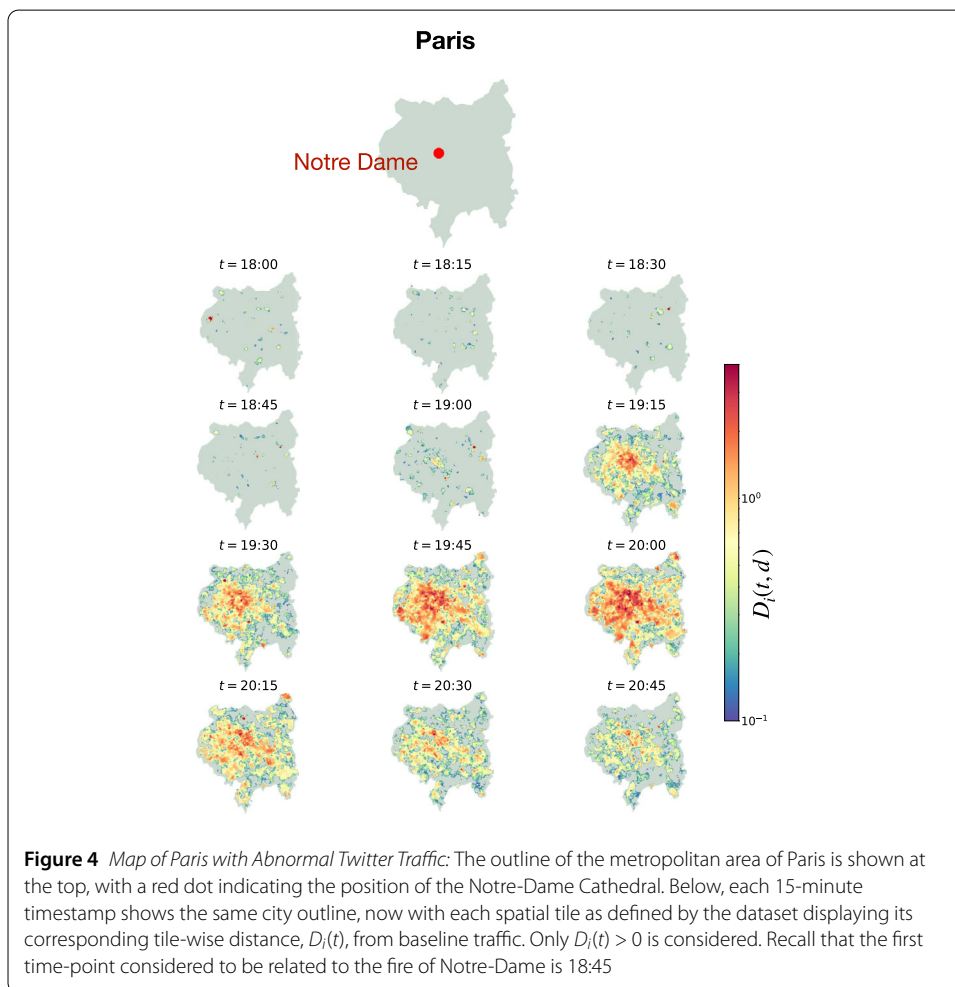 Paris
Notre Dame
t = 18:00 t = 18:15 t = 18:30
t = 18:45 t = 19:00 t = 19:15
t = 19:30 t = 19:45 t = 20:00
t = 20:15 t = 20:30 t = 20:45
10⁰
Dᵢ(t, d)
10⁻¹
Figure 4 Map of Paris with Abnormal Twitter Traffic: The outline of the metropolitan area of Paris is shown at
the top, with a red dot indicating the position of the Notre-Dame Cathedral. Below, each 15-minute
timestamp shows the same city outline, now with each spatial tile as defined by the dataset displaying its
corresponding tile-wise distance, Dᵢ(t), from baseline traffic. Only Dᵢ(t) > 0 is considered. Recall that the first
time-point considered to be related to the fire of Notre-Dame is 18:45